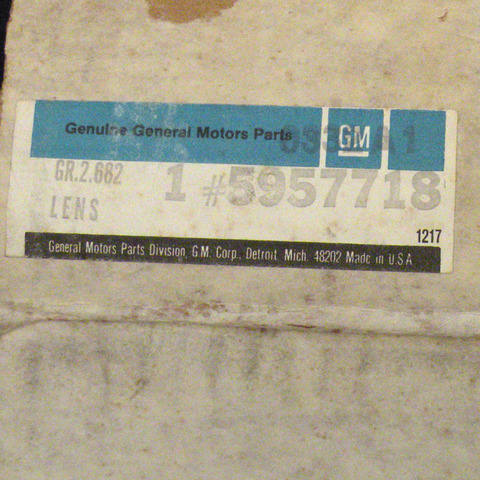 Genuine General Motors Parts
GM
GR.2.682
1 #5957718
LENS
1217
General Motors Parts Division, G.M. Corp., Detroit, Mich. 48202 Made in U.S.A.